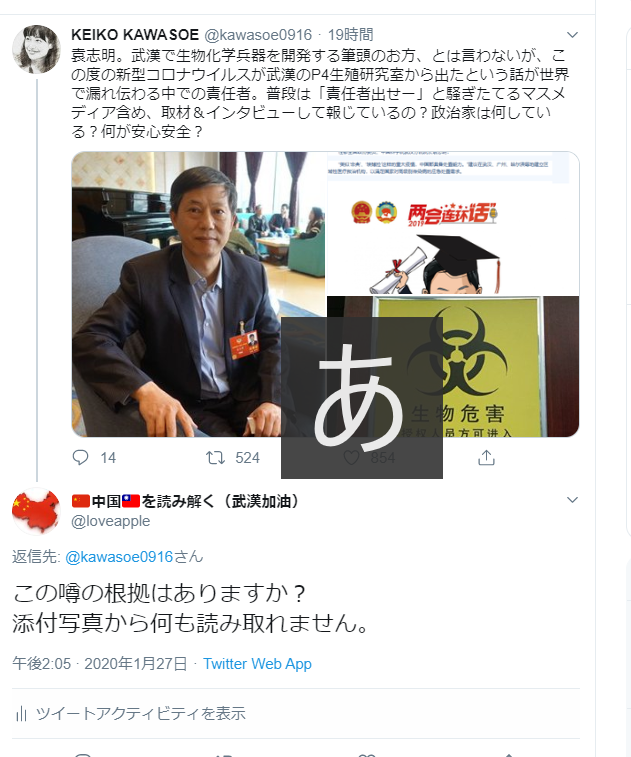 KEIKO KAWASOE @kawasoe0916 · 19時間
袁志明。武漢で生物化学兵器を開発する筆頭のお方、とは言わないが、こ
の度の新型コロナウイルスが武漢のP4生殖研究室から出たという話が世界
で漏れ伝わる中での責任者。普段は「責任者出せー」と騒ぎたてるマスメ
ディア含め、取材＆インタビューして報じているの？政治家は何してい
る？何が安心安全？
两会连环“话”
2019
生物危害
授权人员方可进入
あ
14
524
854
🇨🇳中国🇹🇼を読み解く（武漢加油）
@loveapple
返信先: @kawasoe0916さん
この噂の根拠はありますか？
添付写真から何も読み取れません。
午後2:05 · 2020年1月27日 · Twitter Web App
ツイートアクティビティを表示